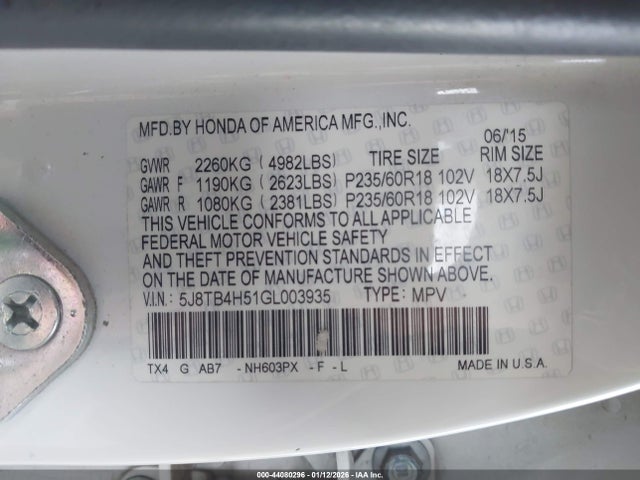 MFD.BY HONDA OF AMERICA MFG.,INC.
06/'15
GVWR 2260KG (4982LBS) TIRE SIZE RIM SIZE
GAWR F 1190KG (2623LBS) P235/60R18 102V 18X7.5J
GAWR R 1080KG (2381LBS) P235/60R18 102V 18X7.5J
THIS VEHICLE CONFORMS TO ALL APPLICABLE
FEDERAL MOTOR VEHICLE SAFETY
AND THEFT PREVENTION STANDARDS IN EFFECT
ON THE DATE OF MANUFACTURE SHOWN ABOVE.
V.I.N.: 5J8TB4H51GL003935 TYPE: MPV
TX4 G AB7 - NH603PX - F - L MADE IN U.S.A.
000-44080296 - 01/12/2026 - IAA Inc.